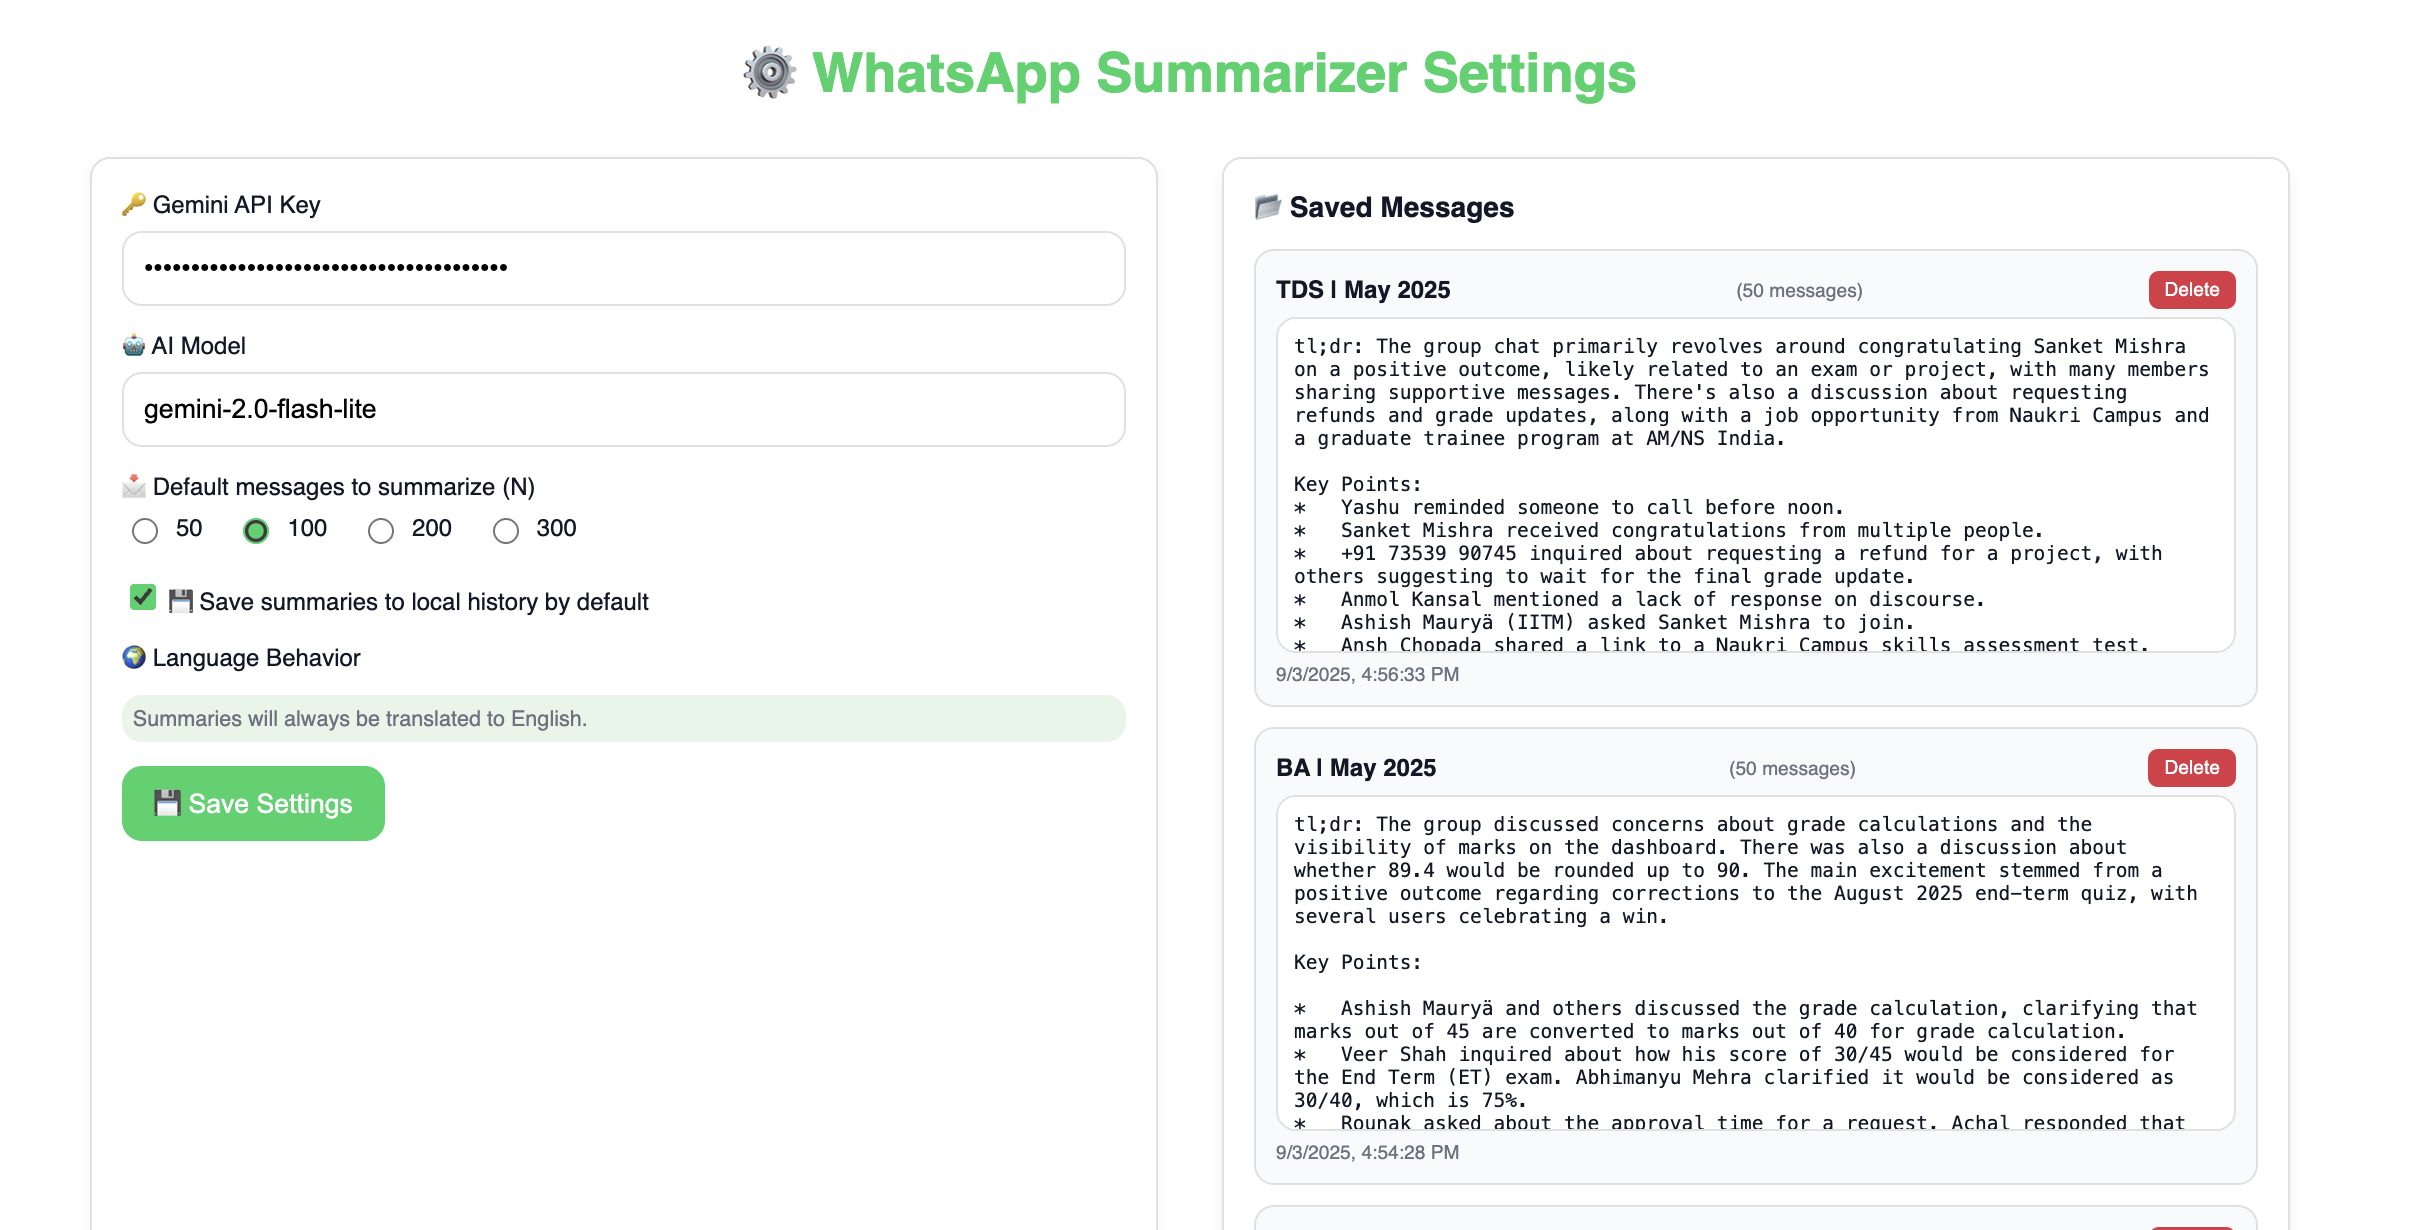 WhatsApp Summarizer Settings
Gemini API Key
•••••••••••••••••••••••••••••••••••••••
AI Model
gemini-2.0-flash-lite
Default messages to summarize (N)
50 100 200 300
Save summaries to local history by default
Language Behavior
Summaries will always be translated to English.
Save Settings
Saved Messages
TDS | May 2025 (50 messages) Delete
tl;dr: The group chat primarily revolves around congratulating Sanket Mishra
on a positive outcome, likely related to an exam or project, with many members
sharing supportive messages. There's also a discussion about requesting
refunds and grade updates, along with a job opportunity from Naukri Campus and
a graduate trainee program at AM/NS India.
Key Points:
* Yashu reminded someone to call before noon.
* Sanket Mishra received congratulations from multiple people.
* +91 73539 90745 inquired about requesting a refund for a project, with
others suggesting to wait for the final grade update.
* Anmol Kansal mentioned a lack of response on discourse.
* Ashish Mauryä (IITM) asked Sanket Mishra to join.
* Ansh Chopada shared a link to a Naukri Campus skills assessment test.
9/3/2025, 4:56:33 PM
BA | May 2025 (50 messages) Delete
tl;dr: The group discussed concerns about grade calculations and the
visibility of marks on the dashboard. There was also a discussion about
whether 89.4 would be rounded up to 90. The main excitement stemmed from a
positive outcome regarding corrections to the August 2025 end-term quiz, with
several users celebrating a win.
Key Points:
* Ashish Mauryä and others discussed the grade calculation, clarifying that
marks out of 45 are converted to marks out of 40 for grade calculation.
* Veer Shah inquired about how his score of 30/45 would be considered for
the End Term (ET) exam. Abhimanyu Mehra clarified it would be considered as
30/40, which is 75%.
* Rounak asked about the approval time for a request. Achal responded that
9/3/2025, 4:54:28 PM